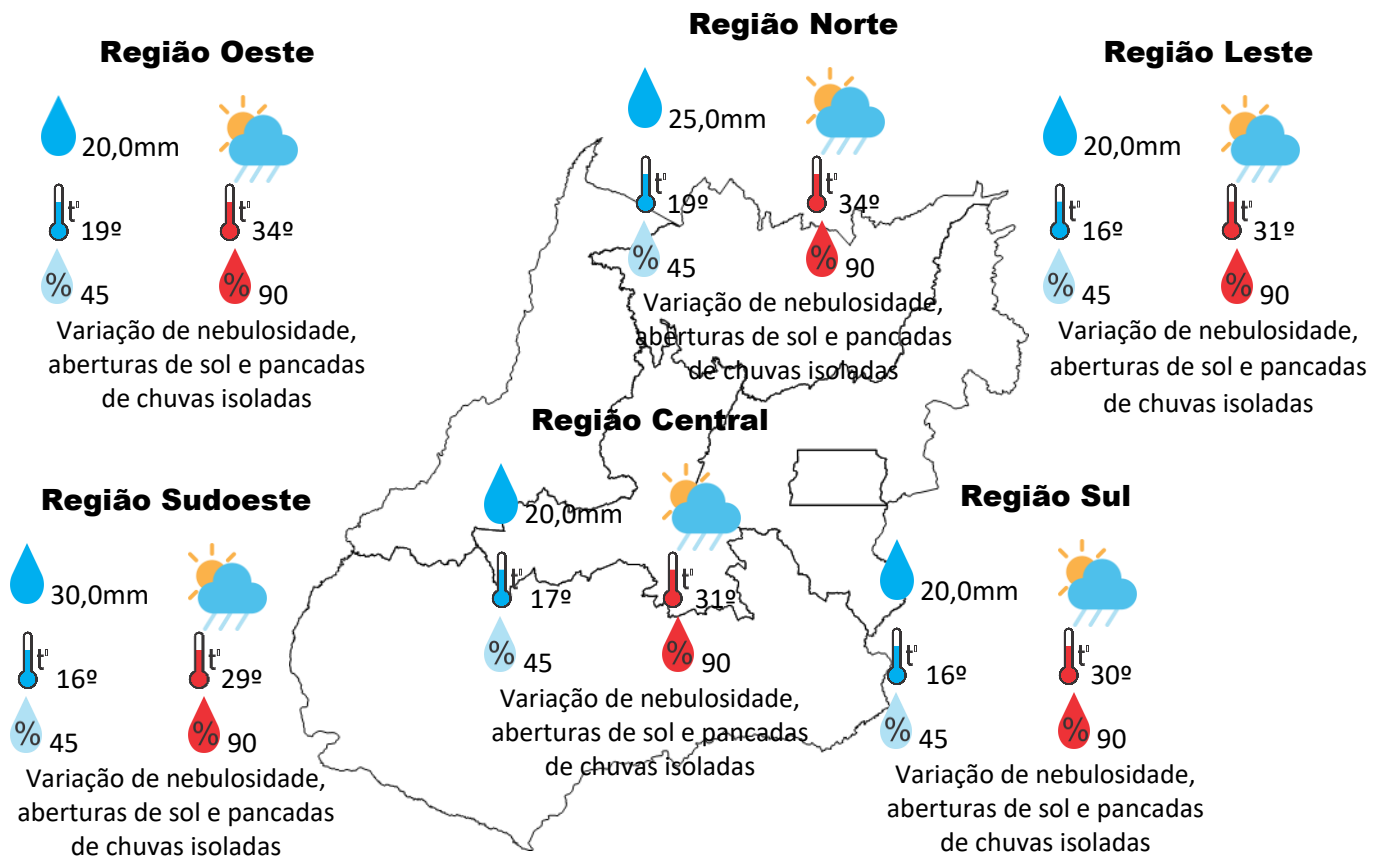 Região Norte
25,0mm
t°
19º
t°
34º
%
45
%
90
Variação de nebulosidade,
aberturas de sol e pancadas
de chuvas isoladas
Região Oeste
20,0mm
t°
19º
t°
34º
%
45
%
90
Variação de nebulosidade,
aberturas de sol e pancadas
de chuvas isoladas
Região Leste
20,0mm
t°
16º
t°
31º
%
45
%
90
Variação de nebulosidade,
aberturas de sol e pancadas
de chuvas isoladas
Região Central
20,0mm
t°
17º
t°
31º
%
45
%
90
Variação de nebulosidade,
aberturas de sol e pancadas
de chuvas isoladas
Região Sudoeste
30,0mm
t°
16º
t°
29º
%
45
%
90
Variação de nebulosidade,
aberturas de sol e pancadas
de chuvas isoladas
Região Sul
20,0mm
t°
16º
t°
30º
%
45
%
90
Variação de nebulosidade,
aberturas de sol e pancadas
de chuvas isoladas